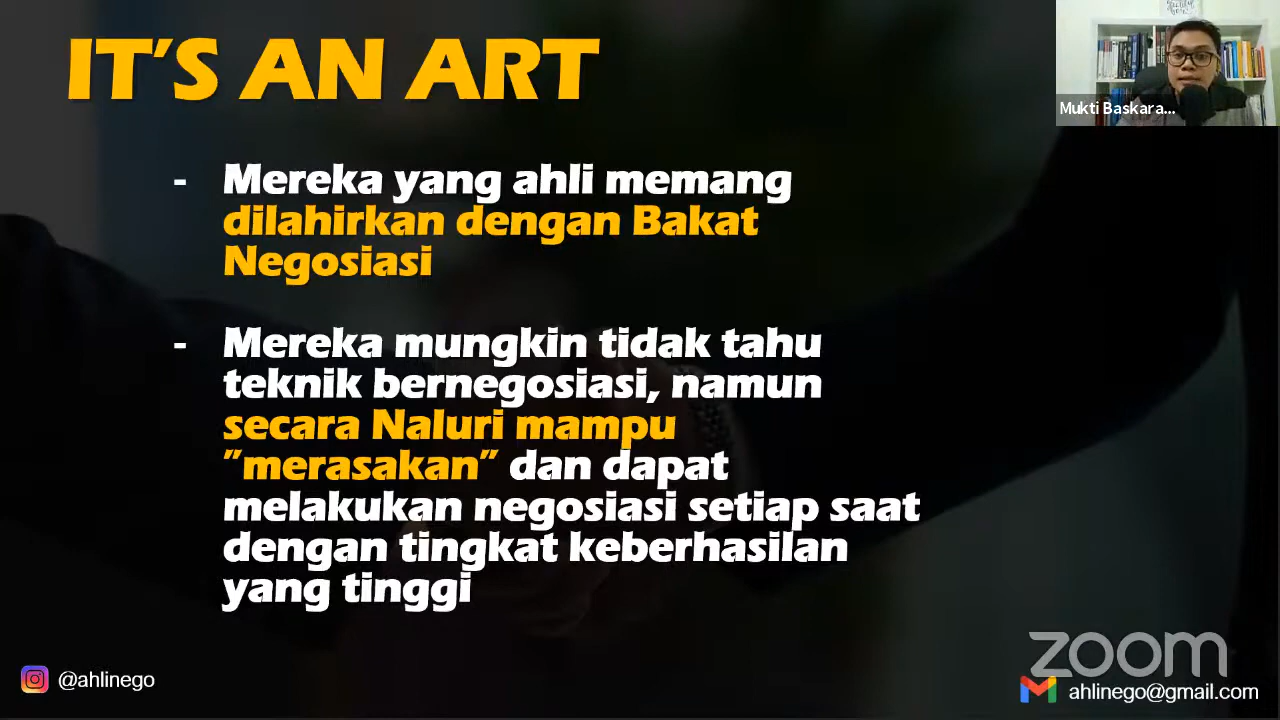 IT'S AN ART
Mukti Baskara...
- Mereka yang ahli memang
dilahirkan dengan Bakat
Negosiasi
- Mereka mungkin tidak tahu
teknik bernegosiasi, namun
secara Naluri mampu
"merasakan" dan dapat
melakukan negosiasi setiap saat
dengan tingkat keberhasilan
yang tinggi
zoom
@ahlinego
ahlinego@gmail.com